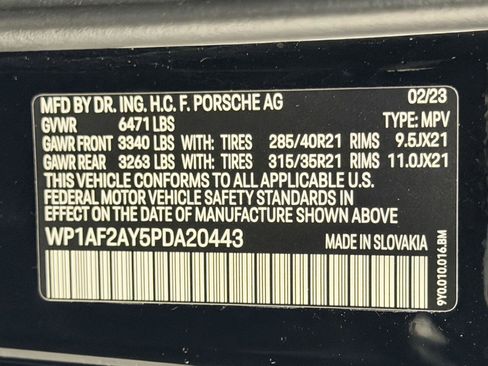 MFD BY DR. ING. H.C. F. PORSCHE AG 02/23
GVWR 6471 LBS TYPE: MPV
GAWR FRONT 3340 LBS WITH: TIRES 285/40R21 RIMS 9.5JX21
GAWR REAR 3263 LBS WITH: TIRES 315/35R21 RIMS 11.0JX21
THIS VEHICLE CONFORMS TO ALL APPLICABLE U.S.
FEDERAL MOTOR VEHICLE SAFETY STANDARDS IN
EFFECT ON THE DATE OF MANUFACTURE SHOWN ABOVE.
WP1AF2AY5PDA20443 MADE IN SLOVAKIA
9Y0.010.016.BM